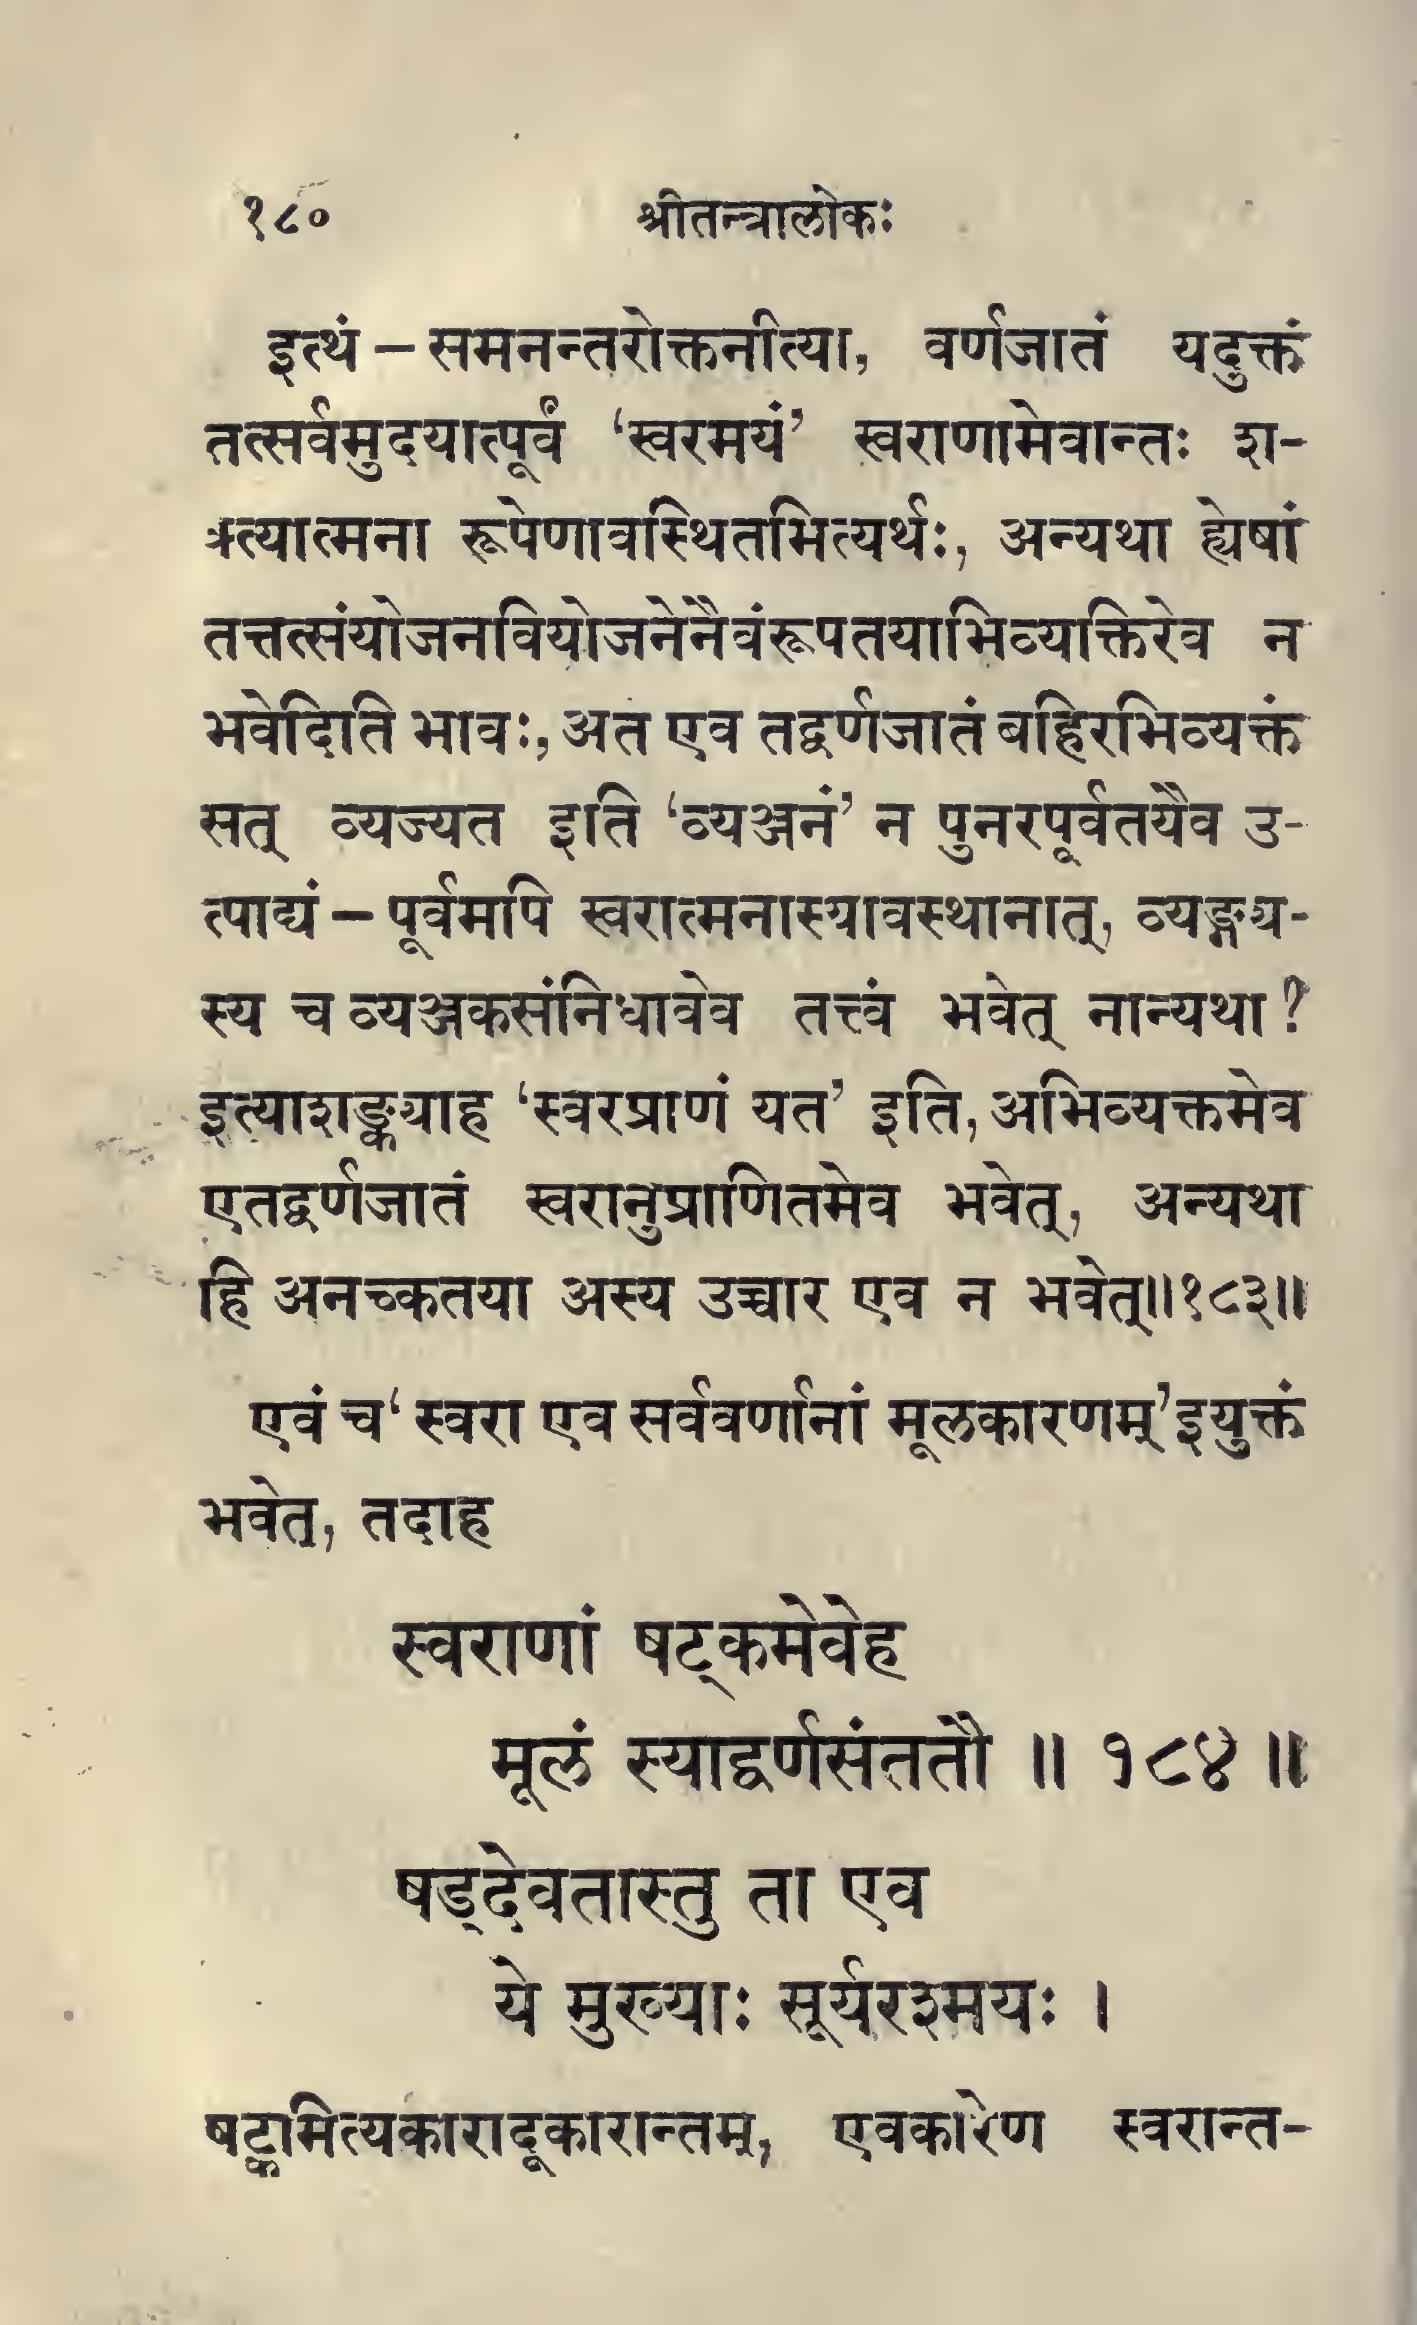 १८० श्रीतन्त्रालोकः
इत्थं – समनन्तरोक्तनीत्या, वर्णजातं यदुक्तं
तत्सर्वमुदयात्पूर्वं ‘स्वरमयं’ स्वराणामेवान्तः श-
क्त्यात्मना रूपेणावस्थितमित्यर्थः, अन्यथा ह्येषां
तत्तत्संयोजनवियोजनेनैवंरूपतयाभिव्यक्तिरेव न
भवेदिति भावः, अत एव तद्वर्णजातं बहिरभिव्यक्तं
सत् व्यज्यत इति ‘व्यञ्जनं’ न पुनरपूर्वतयैव उ-
त्पाद्यं – पूर्वमपि स्वरात्मनास्यावस्थानात्, व्यङ्ग्य-
स्य च व्यञ्जकसंनिधावेव तत्त्वं भवेत् नान्यथा?
इत्याशङ्क्याह ‘स्वरप्राणं यत’ इति, अभिव्यक्तमेव
एतद्वर्णजातं स्वरानुप्राणितमेव भवेत्, अन्यथा
हि अनच्कतया अस्य उच्चार एव न भवेत्॥१८३॥
एवं च ‘स्वरा एव सर्ववर्णानां मूलकारणम्’ इयुक्तं
भवेत्, तदाह
स्वराणां षट्कमेवेह
मूलं स्याद्वर्णसंततौ ॥ १८४ ॥
षड्देवतास्तु ता एव
ये मुख्याः सूर्यरश्मयः ।
षट्कमित्यकारादूकारान्तम्, एवकारेण स्वरान्त-